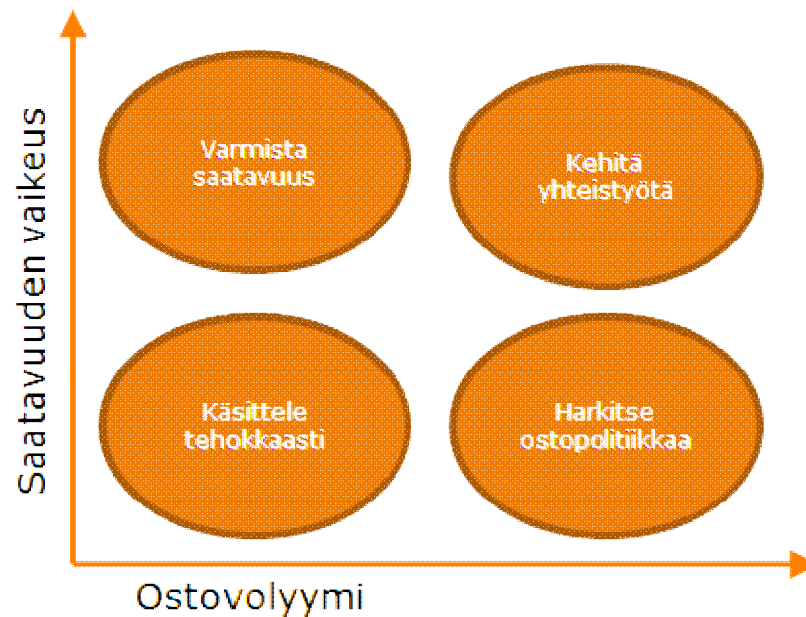 Saatavuuden vaikeus
Varmista
saatavuus
Kehitä
yhteistyötä
Käsittele
tehokkaasti
Harkitse
ostopolitiikkaa
Ostovolyymi